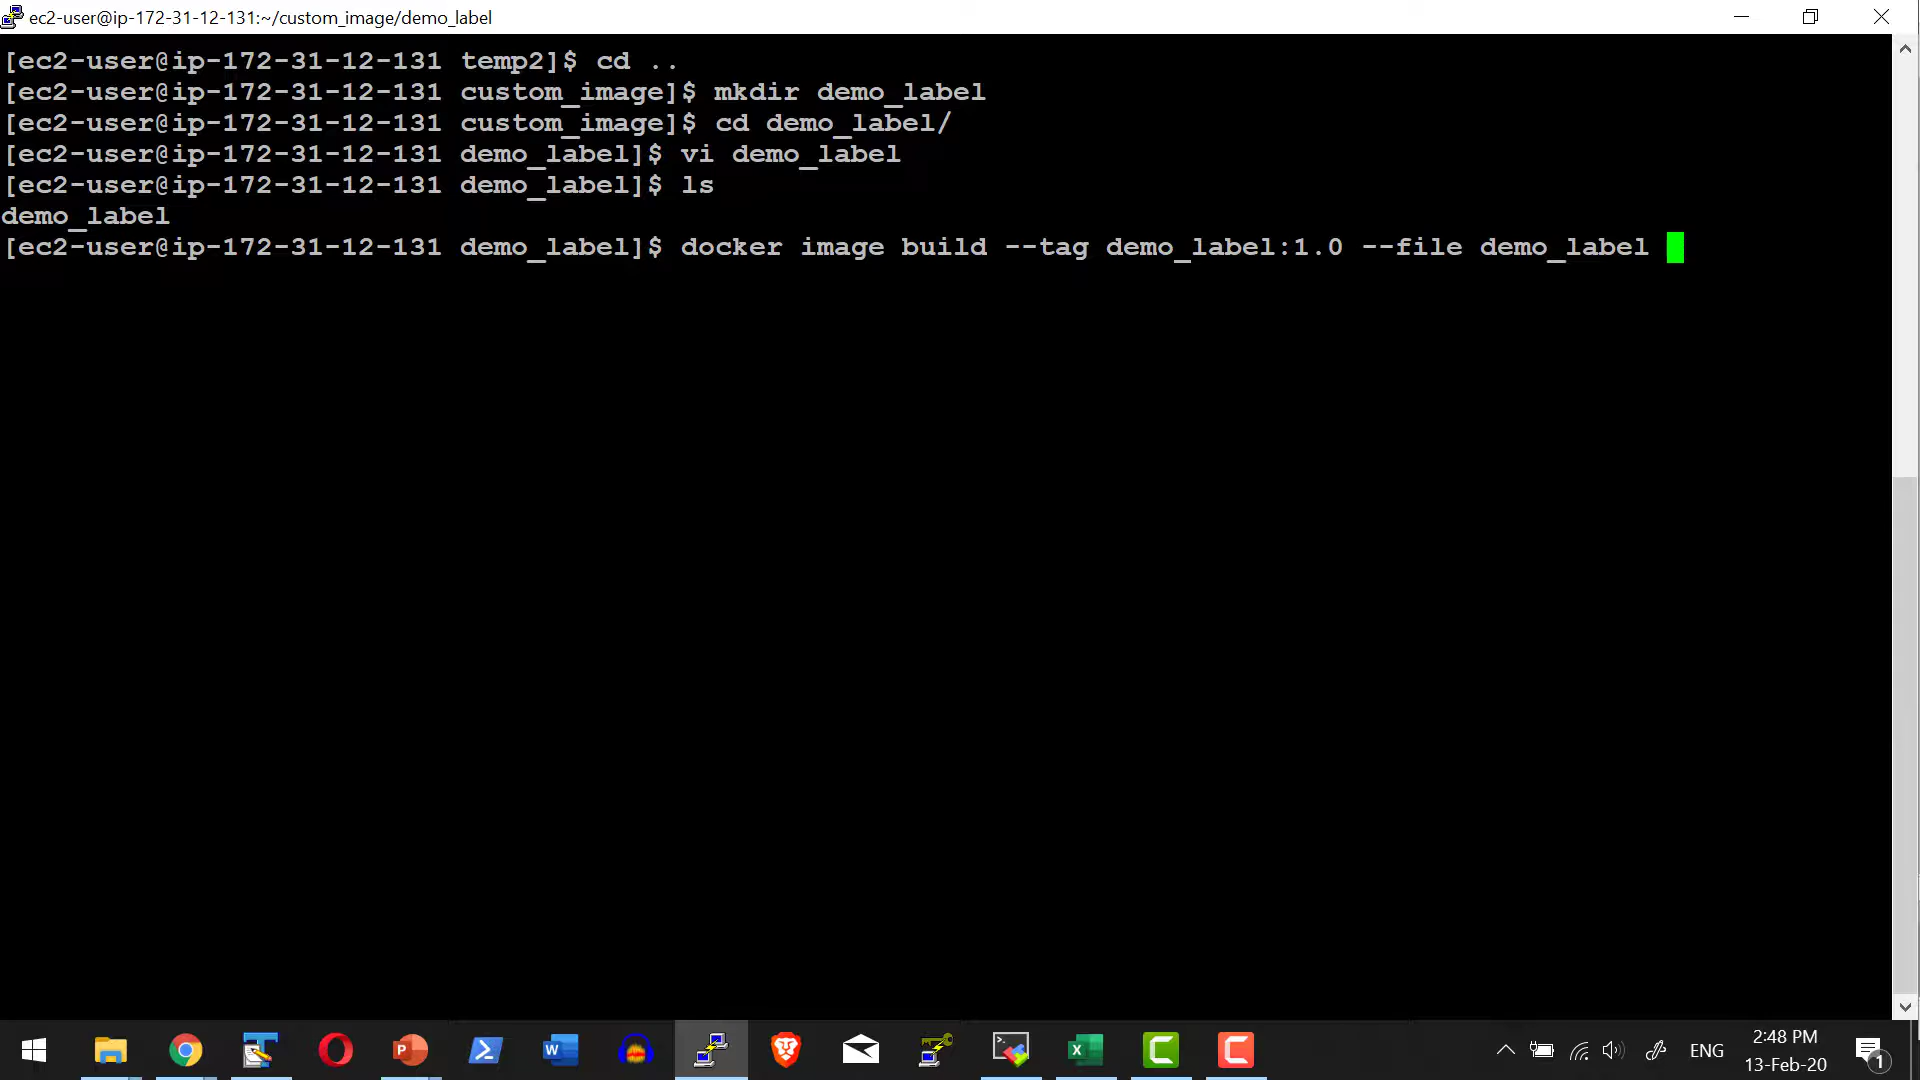 ec2-user@ip-172-31-12-131:~/custom_image/demo_label
[ec2-user@ip-172-31-12-131 temp2]$ cd ..
[ec2-user@ip-172-31-12-131 custom_image]$ mkdir demo_label
[ec2-user@ip-172-31-12-131 custom_image]$ cd demo_label/
[ec2-user@ip-172-31-12-131 demo_label]$ vi demo_label
[ec2-user@ip-172-31-12-131 demo_label]$ ls
demo_label
[ec2-user@ip-172-31-12-131 demo_label]$ docker image build --tag demo_label:1.0 --file demo_label
ENG
2:48 PM
13-Feb-20
1